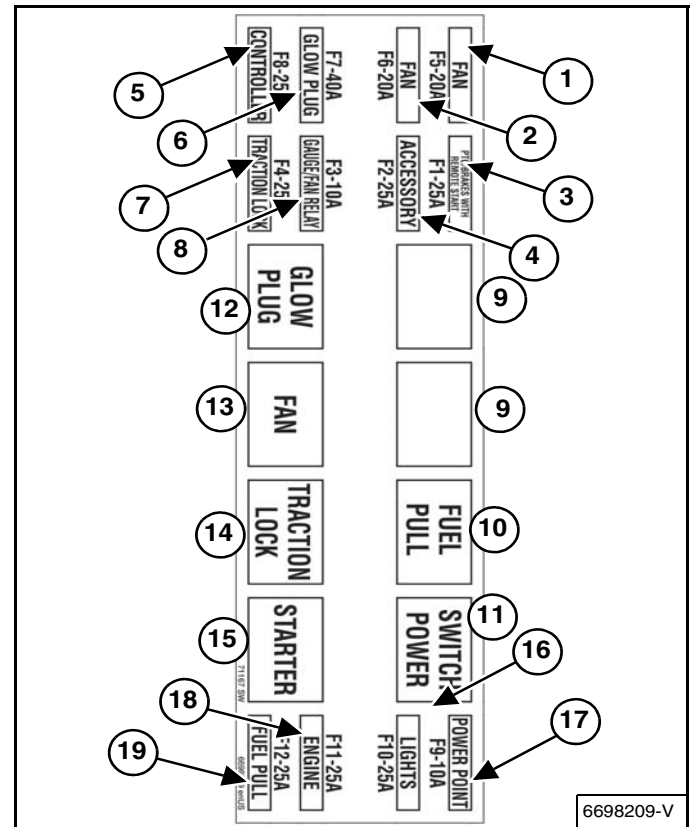 1
FAN
F5-20A
2
FAN
F6-20A
3
BRAKES WITH
REMOTE START
F1-25A
4
ACCESSORY
F2-25A
5
CONTROLLER
F8-25
6
GLOW PLUG
F7-40A
7
TRACTION LOCK
F4-25
8
GAUGE/FAN RELAY
F3-10A
9
9
10
FUEL
PULL
11
SWITCH
POWER
12
GLOW
PLUG
13
FAN
14
TRACTION
LOCK
15
STARTER
16
LIGHTS
F10-25A
17
POWER POINT
F9-10A
18
ENGINE
F11-25A
19
FUEL PULL
F12-25A
71167 SW
enUS
6698209-V